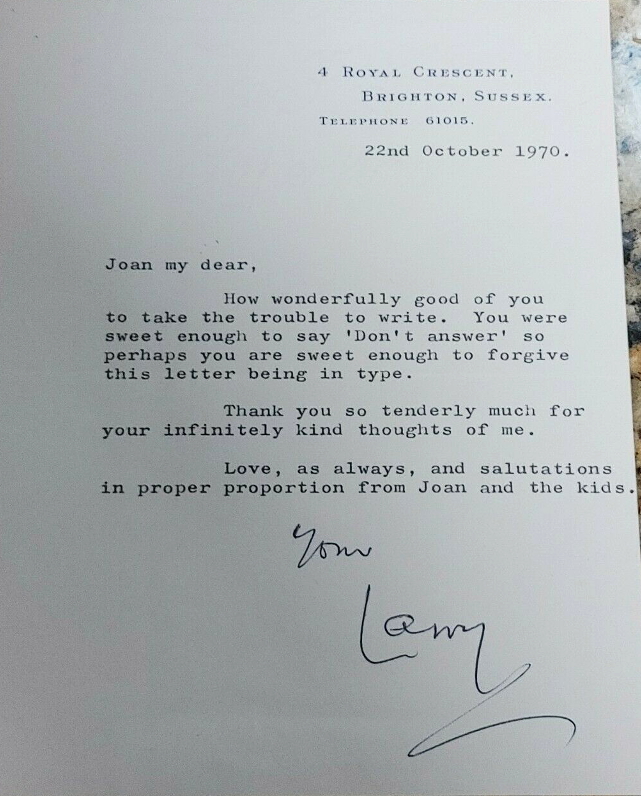 4 ROYAL CRESCENT,
BRIGHTON, SUSSEX.
TELEPHONE 61015.
22nd October 1970.
Joan my dear,
How wonderfully good of you
to take the trouble to write. You were
sweet enough to say 'Don't answer' so
perhaps you are sweet enough to forgive
this letter being in type.
Thank you so tenderly much for
your infinitely kind thoughts of me.
Love, as always, and salutations
in proper proportion from Joan and the kids.
Your
Larry